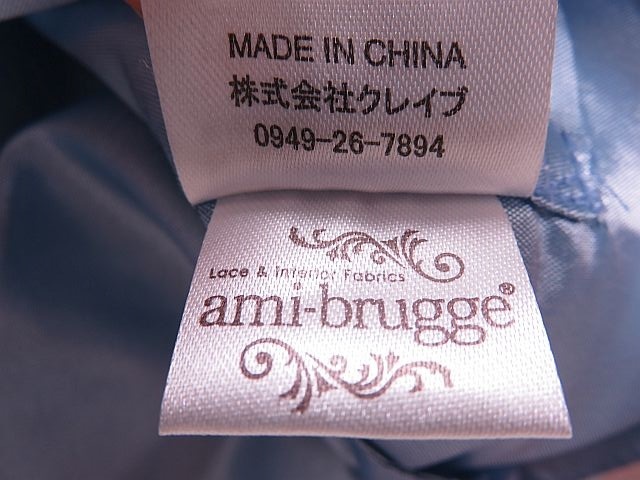 MADE IN CHINA
株式会社クレイブ
0949-26-7894
Lace & Interior Fabrics
ami-brugge®